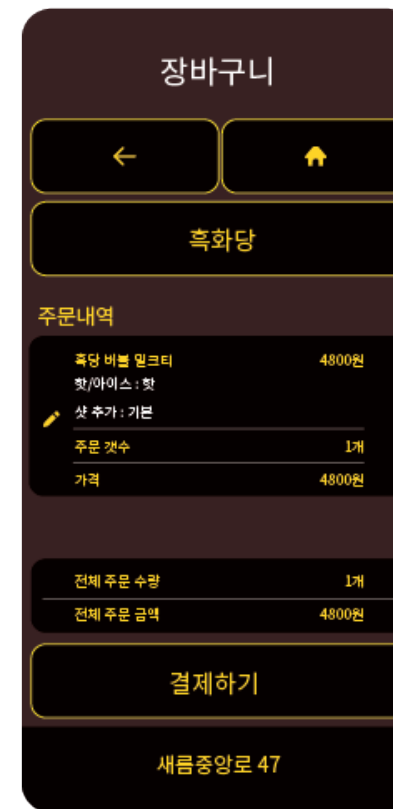 장바구니
흑화당
주문내역
흑당 버블 밀크티 4800원
핫/아이스 : 핫
샷 추가 : 기본
주문 갯수 1개
가격 4800원
전체 주문 수량 1개
전체 주문 금액 4800원
결제하기
새름중앙로 47